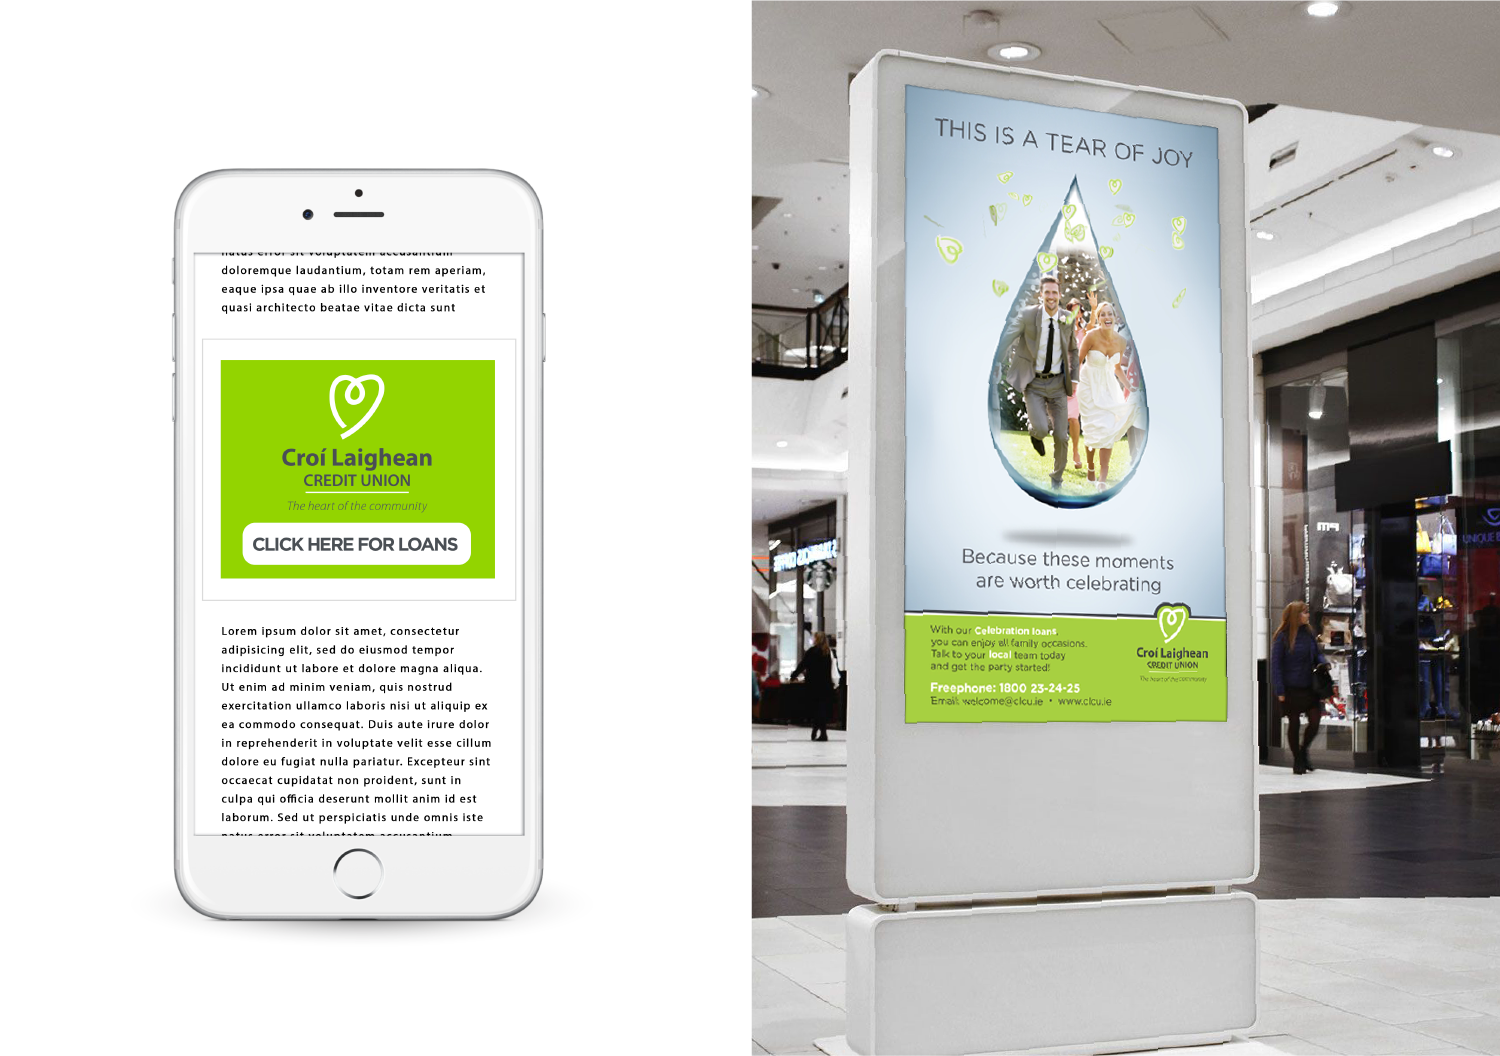 doloremque laudantium, totam rem aperiam,
eaque ipsa quae ab illo inventore veritatis et
quasi architecto beatae vitae dicta sunt
Croí Laighean
CREDIT UNION
The heart of the community
CLICK HERE FOR LOANS
Lorem ipsum dolor sit amet, consectetur
adipisicing elit, sed do eiusmod tempor
incididunt ut labore et dolore magna aliqua.
Ut enim ad minim veniam, quis nostrud
exercitation ullamco laboris nisi ut aliquip ex
ea commodo consequat. Duis aute irure dolor
in reprehenderit in voluptate velit esse cillum
dolore eu fugiat nulla pariatur. Excepteur sint
occaecat cupidatat non proident, sunt in
culpa qui officia deserunt mollit anim id est
laborum. Sed ut perspiciatis unde omnis iste
THIS IS A TEAR OF JOY
Because these moments
are worth celebrating
With our Celebration loans,
you can enjoy all family occasions.
Talk to your local team today
and get the party started!
Freephone: 1800 23-24-25
Email: welcome@clcu.ie • www.clcu.ie
Croí Laighean
CREDIT UNION
The heart of the community
STARBUCKS COFFEE